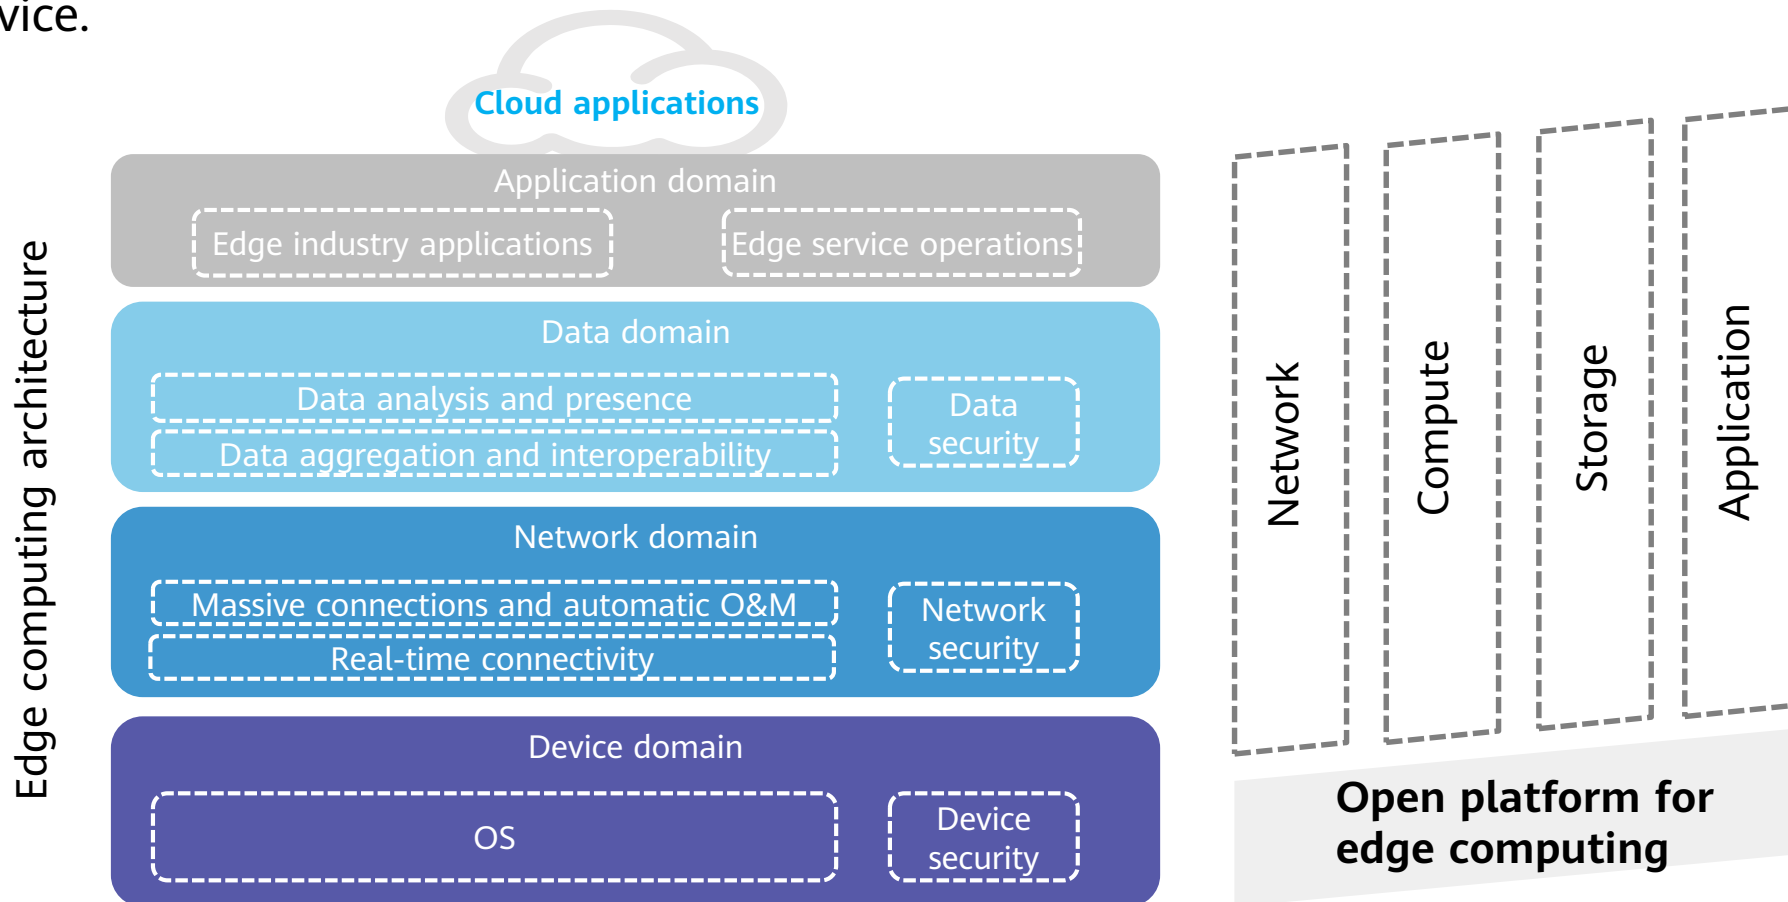 vice.
Cloud applications
Edge computing architecture
Application domain
Edge industry applications
Edge service operations
Data domain
Data analysis and presence
Data aggregation and interoperability
Data
security
Network domain
Massive connections and automatic O&M
Real-time connectivity
Network
security
Device domain
OS
Device
security
Network
Compute
Storage
Application
Open platform for
edge computing